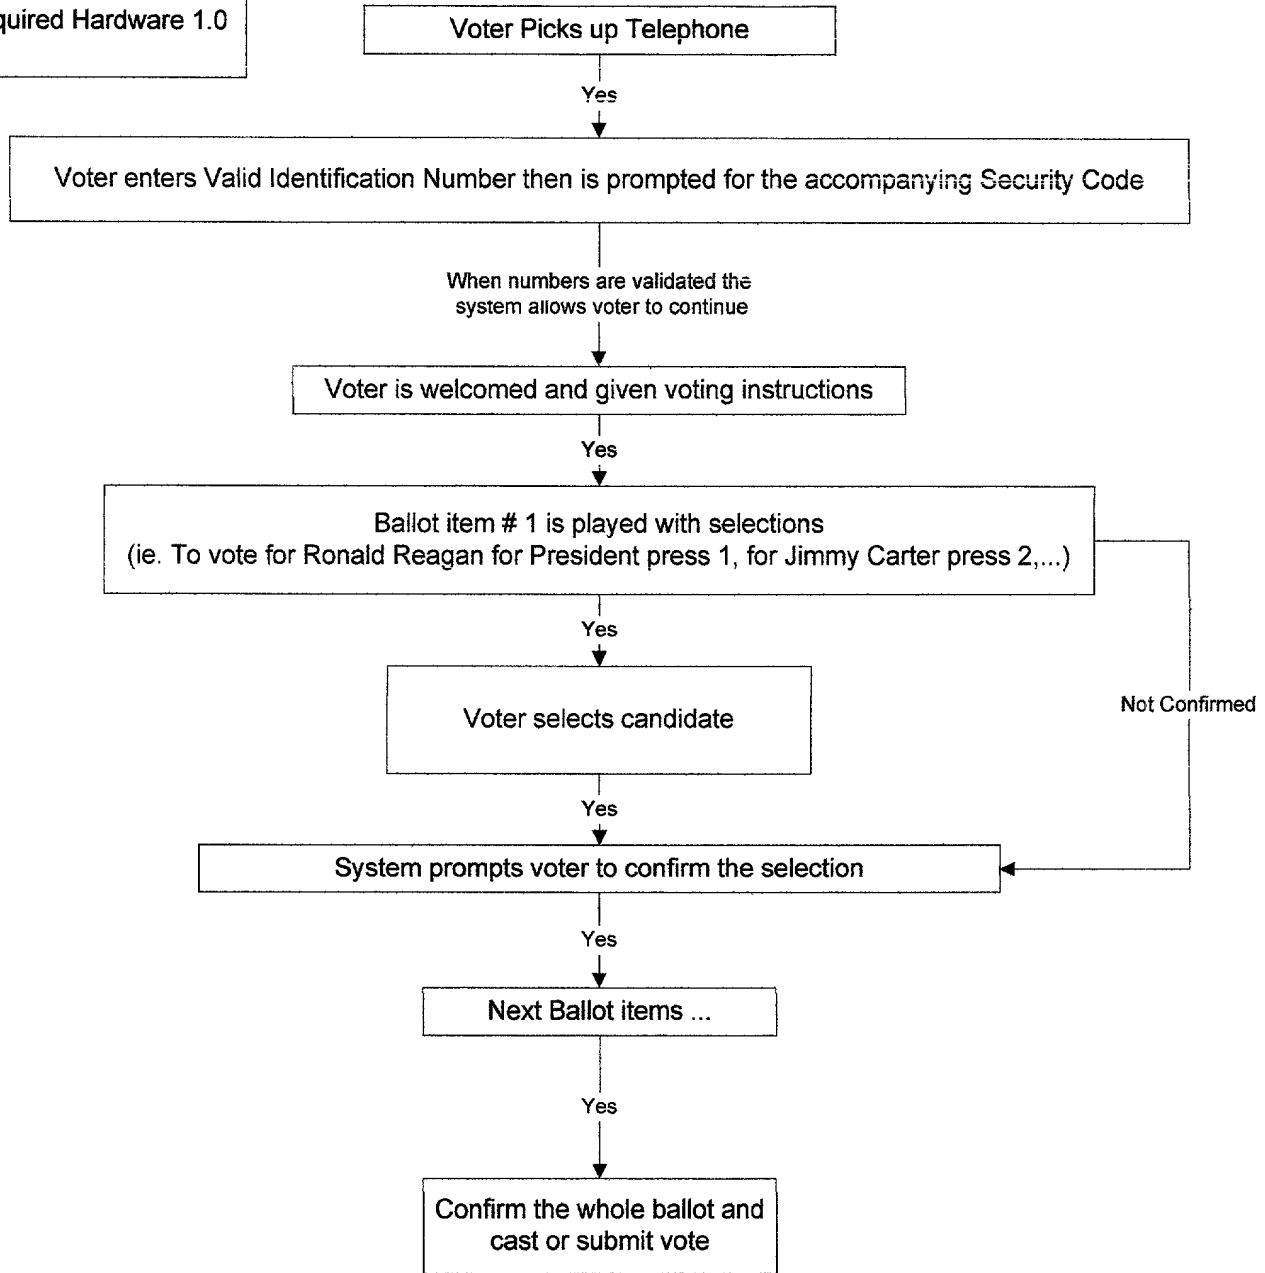 quired Hardware 1.0
Voter Picks up Telephone
Yes
Voter enters Valid Identification Number then is prompted for the accompanying Security Code
When numbers are validated the
system allows voter to continue
Voter is welcomed and given voting instructions
Yes
Ballot item # 1 is played with selections
(ie. To vote for Ronald Reagan for President press 1, for Jimmy Carter press 2,...)
Yes
Voter selects candidate
Not Confirmed
Yes
System prompts voter to confirm the selection
Yes
Next Ballot items ...
Yes
Confirm the whole ballot and
cast or submit vote